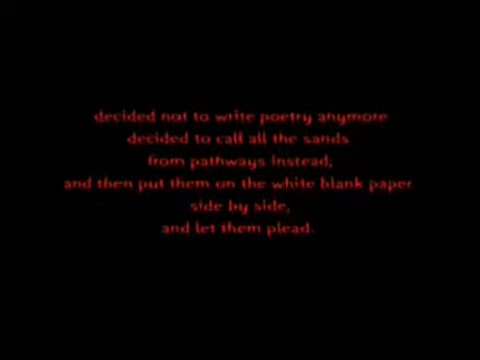 decided not to write poetry anymore
decided to call all the sands
from pathways instead,
and then put them on the white blank paper
side by side,
and let them plead.